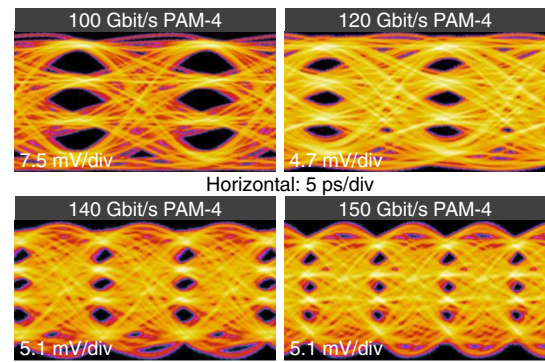 100 Gbit/s PAM-4
120 Gbit/s PAM-4
7.5 mV/div
4.7 mV/div
Horizontal: 5 ps/div
140 Gbit/s PAM-4
150 Gbit/s PAM-4
5.1 mV/div
5.1 mV/div